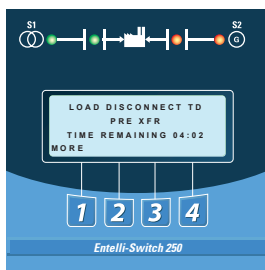 S1
S2
G
LOAD DISCONNECT TD
PRE XFR
TIME REMAINING 04:02
MORE
1 2 3 4
Entelli-Switch 250